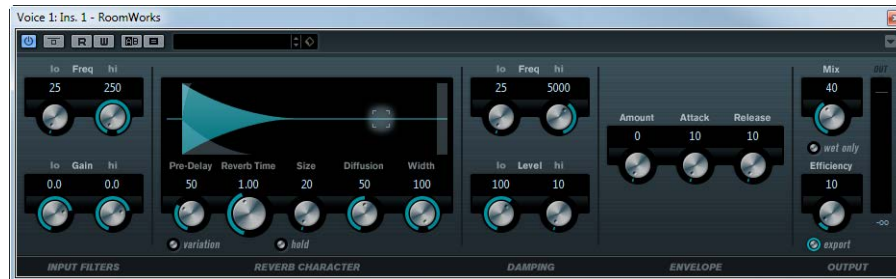 Voice 1: Ins. 1 - RoomWorks
R W AB
lo Freq hi
25 250
lo Gain hi
0.0 0.0
INPUT FILTERS
Pre-Delay Reverb Time Size Diffusion Width
50 1.00 20 50 100
variation hold
REVERB CHARACTER
lo Freq hi
25 5000
lo Level hi
100 10
DAMPING
Amount Attack Release
0 10 10
ENVELOPE
Mix OUT
40
wet only
Efficiency
10
-∞
export
OUTPUT